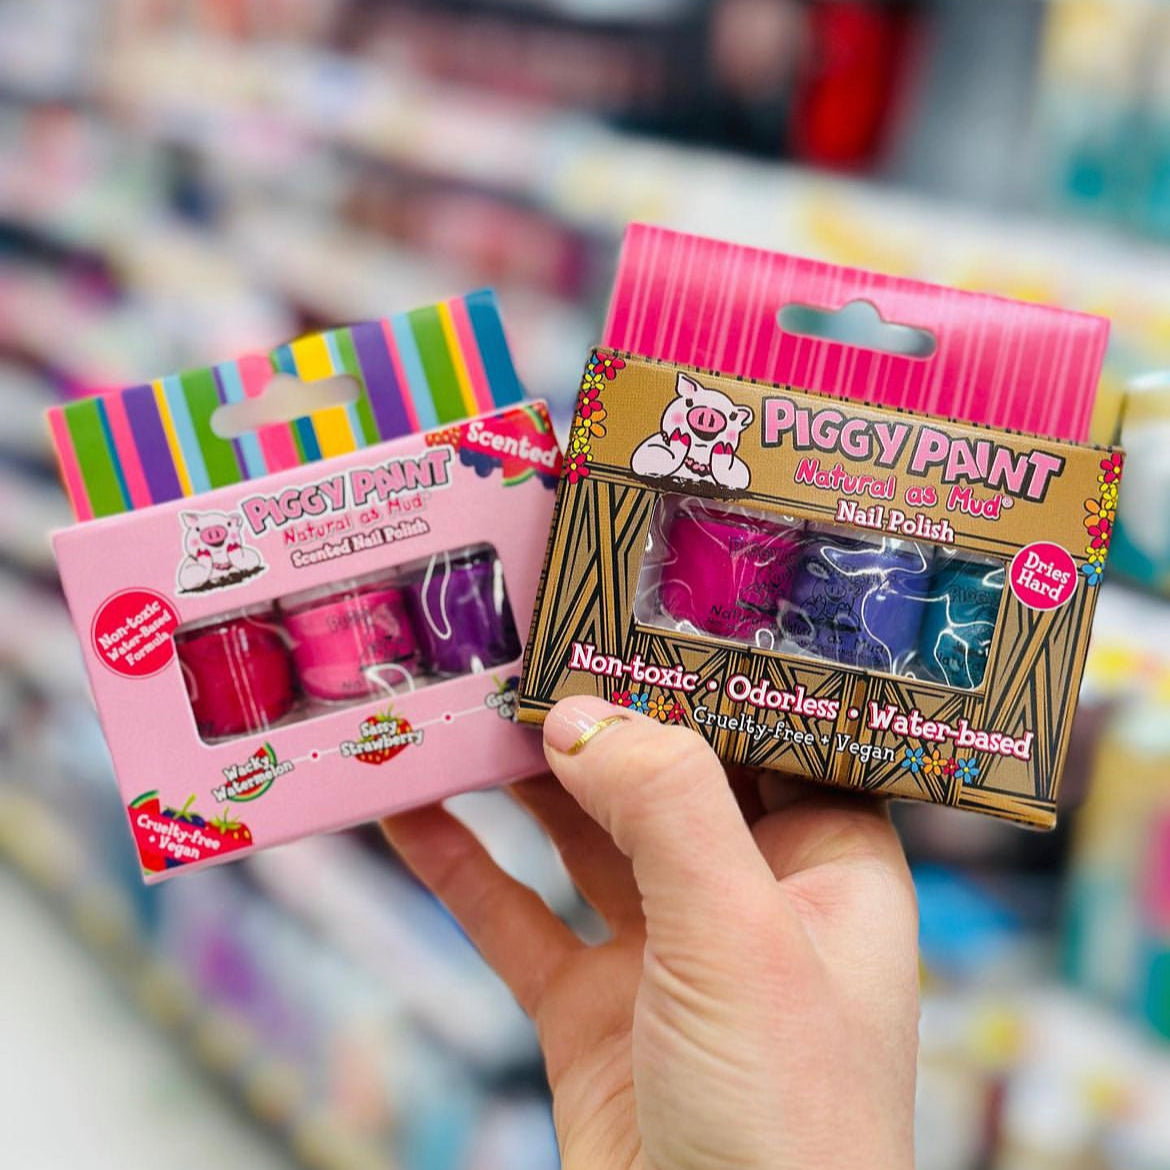 Scented
PIGGY PAINT
Natural as Mud®
Scented Nail Polish
Non-toxic
Water-Based
Formula
Wacky
Watermelon
Sassy
Strawberry
Cruelty-free
+ Vegan
PIGGY PAINT
Natural as Mud®
Nail Polish
Dries
Hard
Non-toxic • Odorless • Water-based
Cruelty-free + Vegan